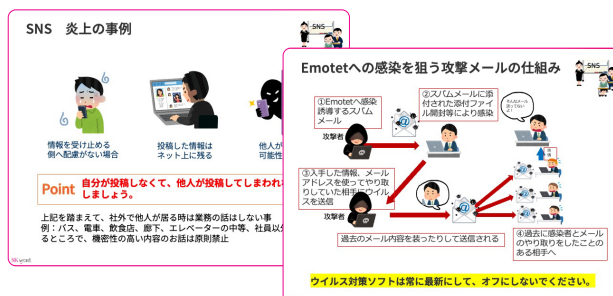 SNS 炎上の事例
SNS
情報を受け止める
側へ配慮がない場合
投稿した情報は
ネット上に残る
他人が
可能性
Point 自分が投稿しなくて、他人が投稿してしまわれ
しましょう。
上記を踏まえて、社外で他人が居る時は業務の話はしない事
例：バス、電車、飲食店、廊下、エレベーターの中等、社員以外
るところで、機密性の高い内容のお話は原則禁止
Emotetへの感染を狙う攻撃メールの仕組み
SNS
①Emotetへ感染
誘導するスパム
メール
攻撃者
②スパムメールに添
付された添付ファイ
ル開封等により感染
③入手した情報、メール
アドレスを使ってやり取
りしていた相手にウイル
スを送信
攻撃者
過去のメール内容を装ったりして送信される
④過去に感染者とメール
のやり取りをしたことの
ある相手へ
ウイルス対策ソフトは常に最新にして、オフにしないでください。